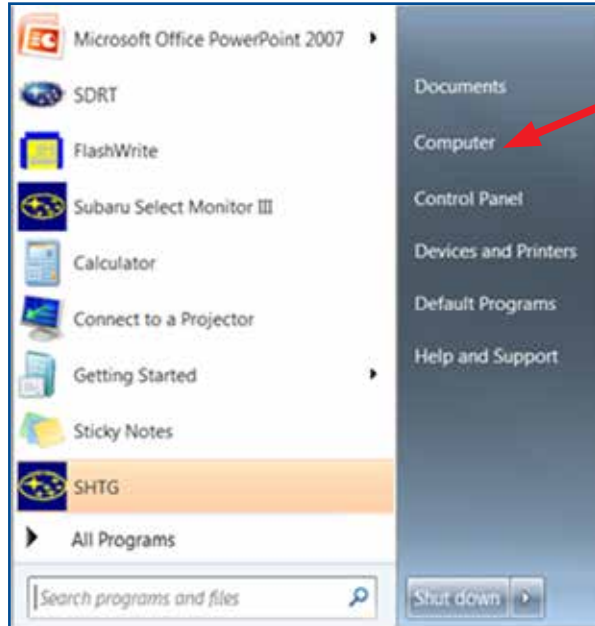 Microsoft Office PowerPoint 2007
SDRT
FlashWrite
Subaru Select Monitor III
Calculator
Connect to a Projector
Getting Started
Sticky Notes
SHTG
All Programs
Search programs and files
Documents
Computer
Control Panel
Devices and Printers
Default Programs
Help and Support
Shut down